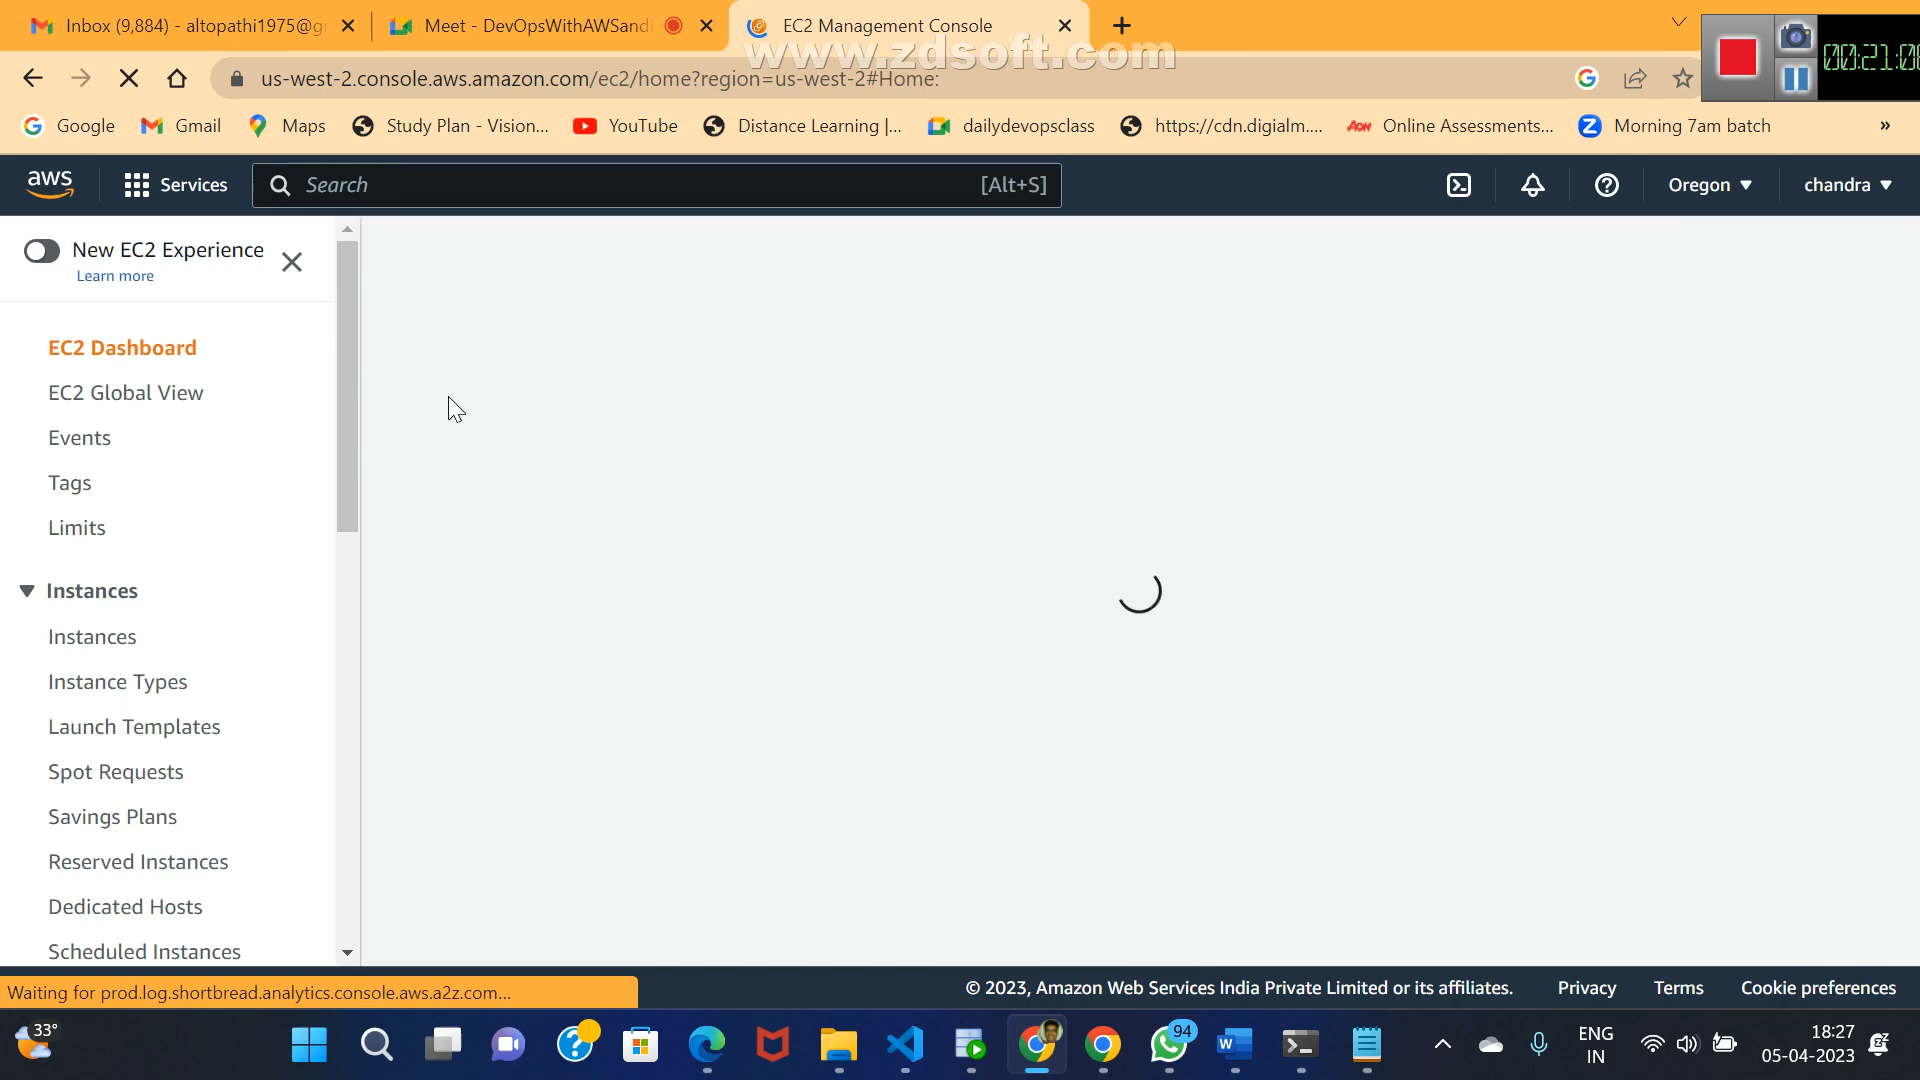 Inbox (9,884) - altopathi1975@g
Meet - DevOpsWithAWSand
EC2 Management Console
www.zdsoft.com
us-west-2.console.aws.amazon.com/ec2/home?region=us-west-2#Home:
Google
Gmail
Maps
Study Plan - Vision...
YouTube
Distance Learning |...
dailydevopsclass
https://cdn.digialm....
AON
Online Assessments...
Morning 7am batch
»
aws
Services
Search
[Alt+S]
Oregon
chandra
New EC2 Experience
Learn more
EC2 Dashboard
EC2 Global View
Events
Tags
Limits
Instances
Instances
Instance Types
Launch Templates
Spot Requests
Savings Plans
Reserved Instances
Dedicated Hosts
Scheduled Instances
Waiting for prod.log.shortbread.analytics.console.aws.a2z.com...
© 2023, Amazon Web Services India Private Limited or its affiliates.
Privacy
Terms
Cookie preferences
33°
94
ENG
IN
18:27
05-04-2023